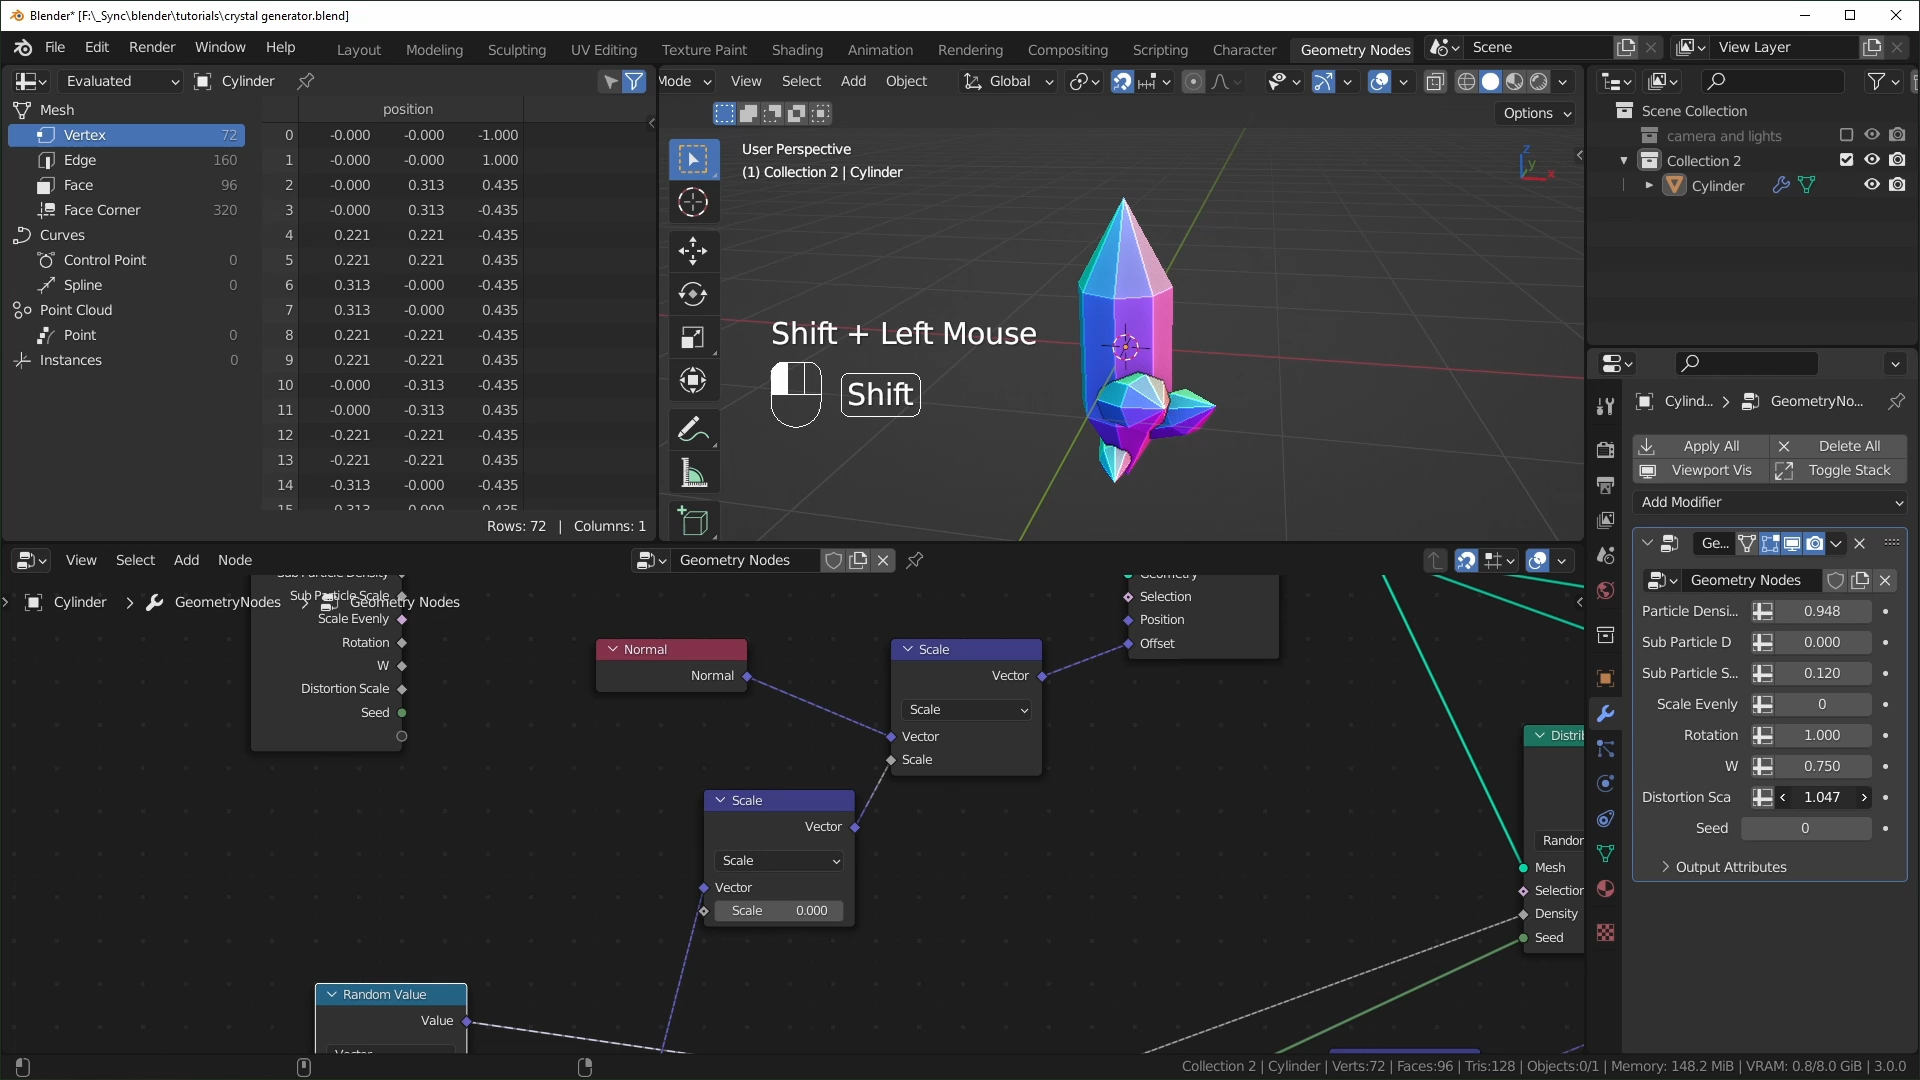 Blender* [F:\_Sync\blender\tutorials\crystal generator.blend]
File Edit Render Window Help Layout Modeling Sculpting UV Editing Texture Paint Shading Animation Rendering Compositing Scripting Character Geometry Nodes Scene View Layer
Evaluated Cylinder
Mode View Select Add Object Global
Options
Mesh
Vertex 72
Edge 160
Face 96
Face Corner 320
Curves
Control Point 0
Spline 0
Point Cloud
Point 0
Instances 0
position
0 -0.000 -0.000 -1.000
1 -0.000 -0.000 1.000
2 -0.000 0.313 0.435
3 -0.000 0.313 -0.435
4 0.221 0.221 -0.435
5 0.221 0.221 0.435
6 0.313 -0.000 0.435
7 0.313 -0.000 -0.435
8 0.221 -0.221 0.435
9 0.221 -0.221 -0.435
10 -0.000 -0.313 0.435
11 -0.000 -0.313 -0.435
12 -0.221 -0.221 -0.435
13 -0.221 -0.221 0.435
14 -0.313 -0.000 -0.435
Rows: 72 | Columns: 1
User Perspective
(1) Collection 2 | Cylinder
Z
y
x
Shift + Left Mouse
Shift
Scene Collection
camera and lights
Collection 2
Cylinder
Cylind... GeometryNo...
Apply All Delete All
Viewport Vis Toggle Stack
Add Modifier
Ge...
Geometry Nodes
Particle Densi... 0.948
Sub Particle D 0.000
Sub Particle S... 0.120
Scale Evenly 0
Rotation 1.000
W 0.750
Distortion Sca 1.047
Seed 0
Output Attributes
View Select Add Node Geometry Nodes
Cylinder GeometryNodes Geometry Nodes
Sub Particle Density
Sub Particle Scale
Scale Evenly
Rotation
W
Distortion Scale
Seed
Normal
Normal
Scale
Vector
Scale
Vector
Scale
Geometry
Selection
Position
Offset
Scale
Vector
Scale
Vector
Scale 0.000
Random Value
Value
Vector
Mesh
Selection
Density
Seed
Collection 2 | Cylinder | Verts:72 | Faces:96 | Tris:128 | Objects:0/1 | Memory: 148.2 MiB | VRAM: 0.8/8.0 GiB | 3.0.0